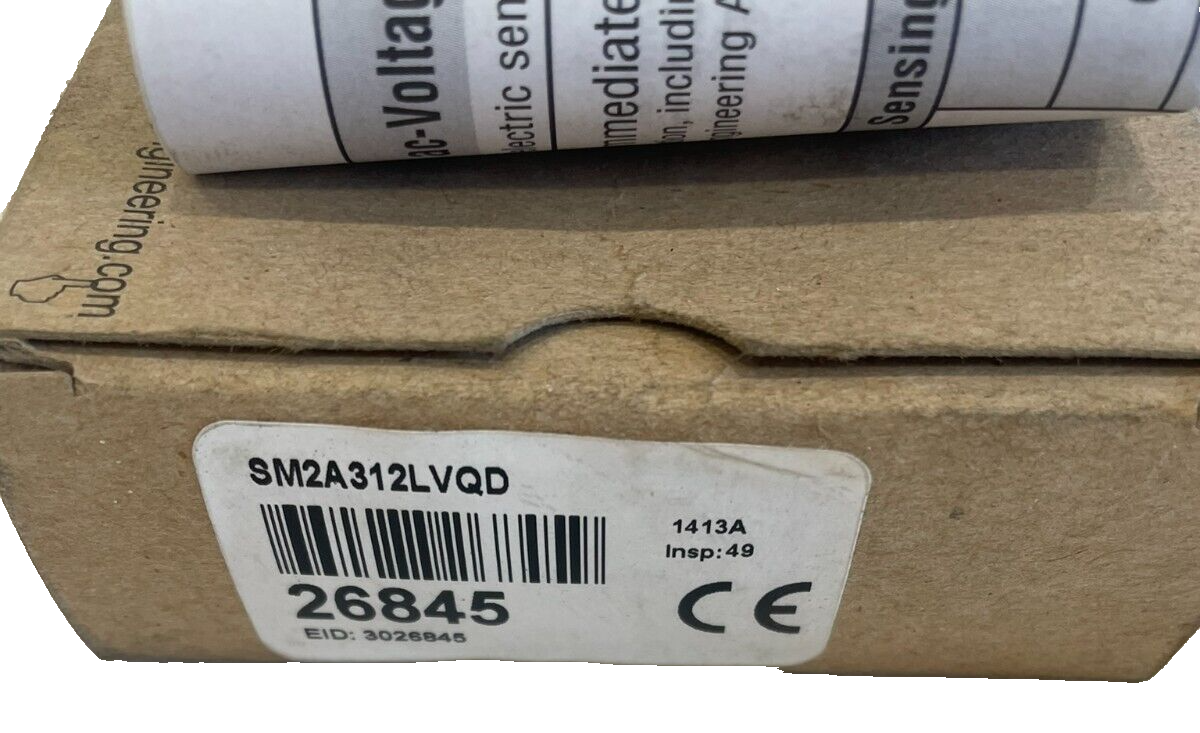 ac-Voltag
ectric sen
mmediate
on, includi
gineering A
Sensing
ngineering.com
SM2A312LVQD
1413A
Insp: 49
26845
EID: 3026845
CE